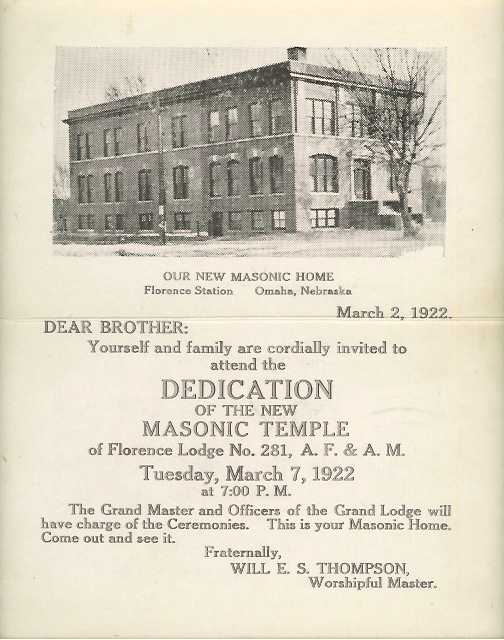 OUR NEW MASONIC HOME
Florence Station Omaha, Nebraska
March 2, 1922.
DEAR BROTHER:
Yourself and family are cordially invited to
attend the
DEDICATION
OF THE NEW
MASONIC TEMPLE
of Florence Lodge No. 281, A. F. & A. M.
Tuesday, March 7, 1922
at 7:00 P. M.
The Grand Master and Officers of the Grand Lodge will
have charge of the Ceremonies. This is your Masonic Home.
Come out and see it.
Fraternally,
WILL E. S. THOMPSON,
Worshipful Master.